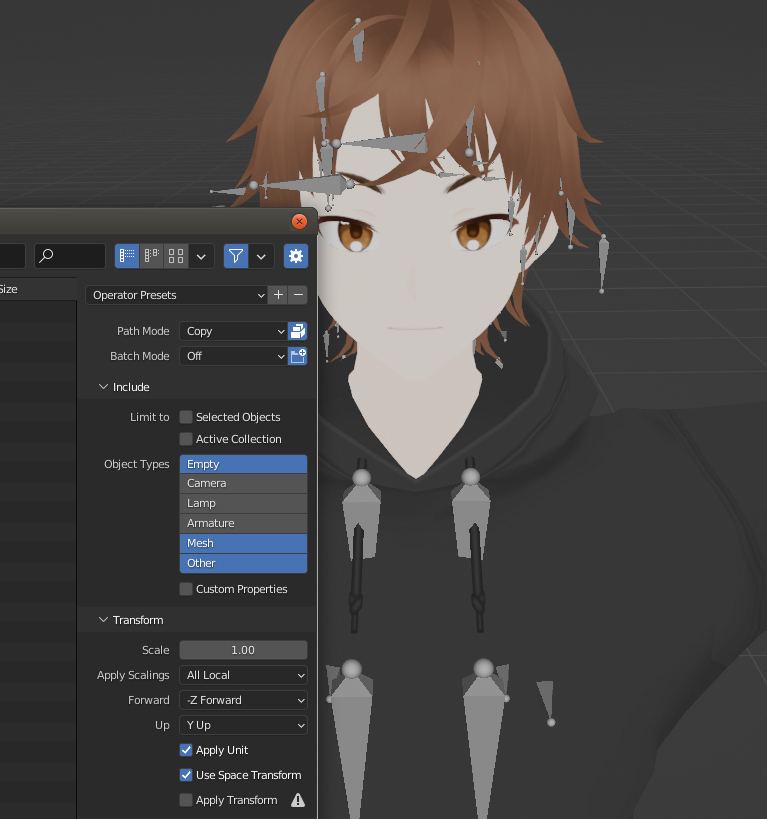 Size
Operator Presets
Path Mode Copy
Batch Mode Off
Include
Limit to Selected Objects
Active Collection
Object Types Empty
Camera
Lamp
Armature
Mesh
Other
Custom Properties
Transform
Scale 1.00
Apply Scalings All Local
Forward -Z Forward
Up Y Up
Apply Unit
Use Space Transform
Apply Transform